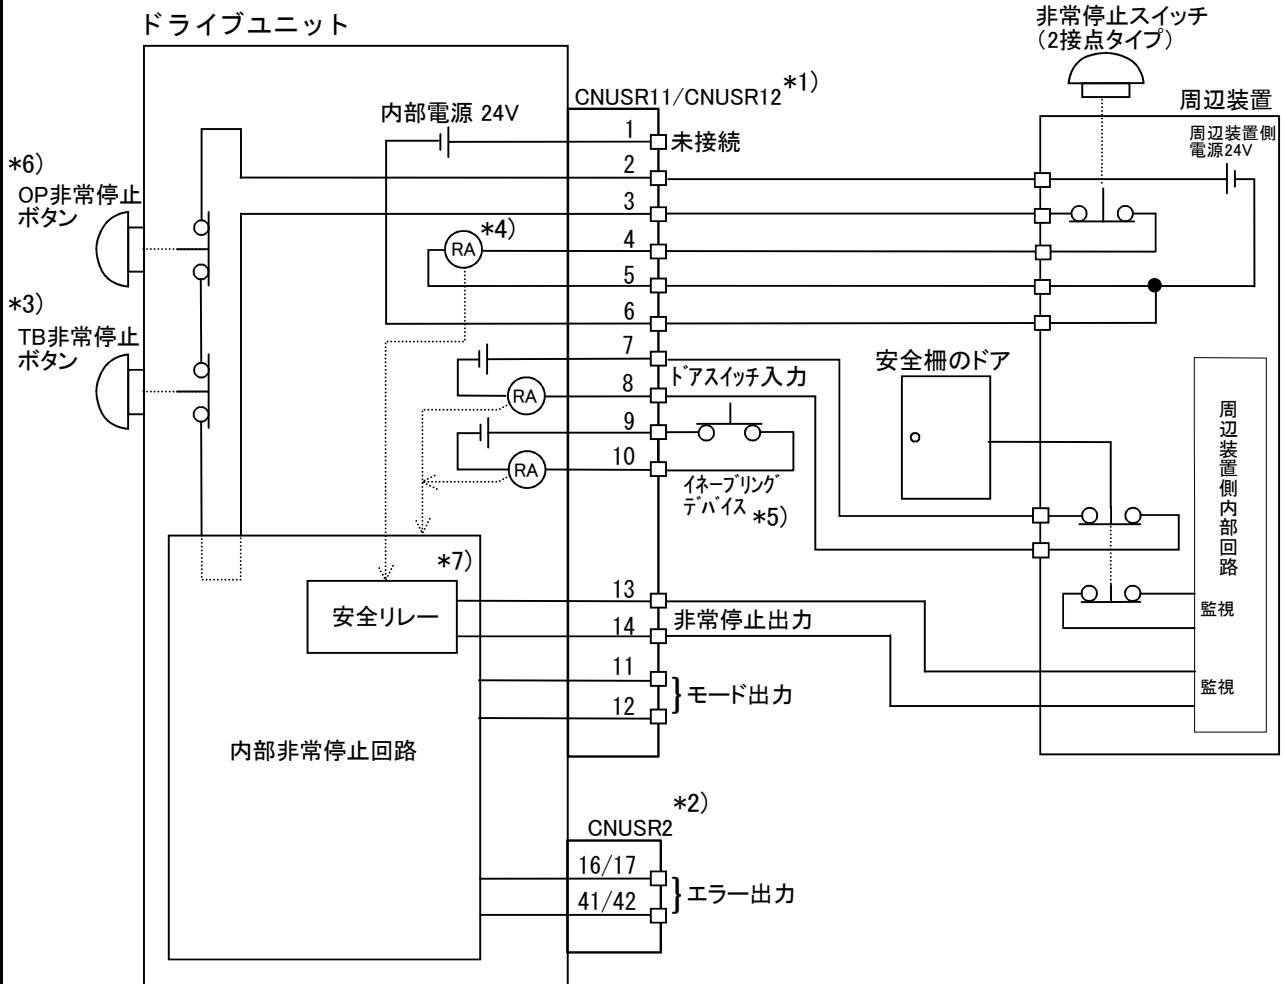 ドライブユニット
非常停止スイッチ
(2接点タイプ)
CNUSR11/CNUSR12 *1)
周辺装置
内部電源 24V
周辺装置側
電源24V
1
未接続
2
*6)
OP非常停止
ボタン
3
RA
*4)
4
5
*3)
6
TB非常停止
ボタン
7
安全柵のドア
ドアスイッチ入力
RA
8
9
10
RA
イネーブリング
デバイス *5)
周辺装置側内部回路
*7)
安全リレー
13
監視
14
非常停止出力
11
モード出力
監視
12
内部非常停止回路
*2)
CNUSR2
16/17
エラー出力
41/42